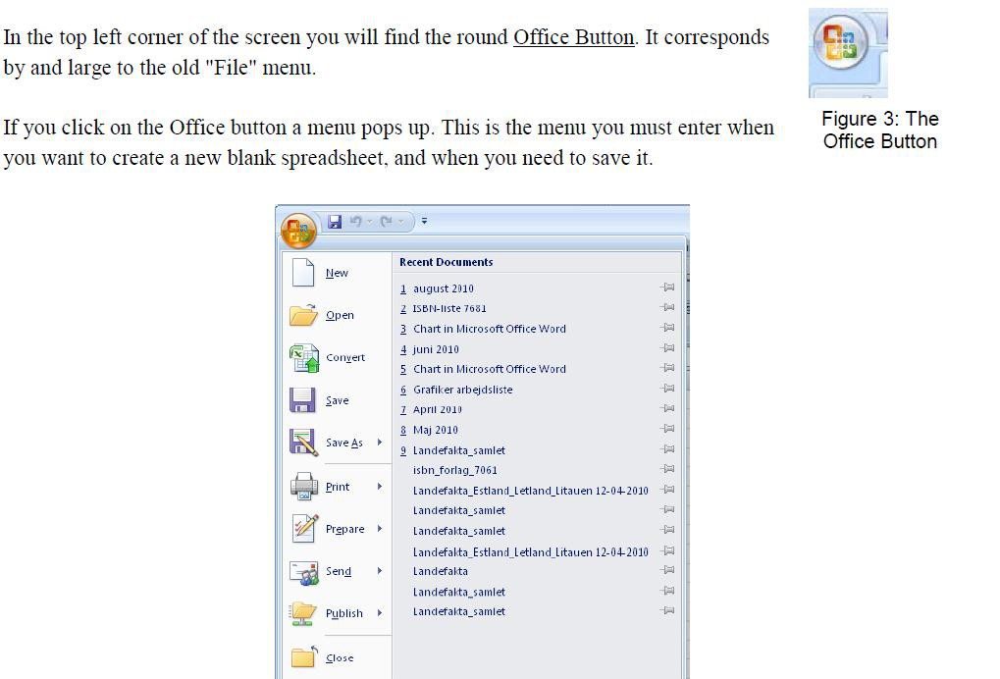 In the top left corner of the screen you will find the round Office Button. It corresponds
by and large to the old "File" menu.
If you click on the Office button a menu pops up. This is the menu you must enter when
you want to create a new blank spreadsheet, and when you need to save it.
Figure 3: The
Office Button
New
Open
Convert
Save
Save As
Print
Prepare
Send
Publish
Close
Recent Documents
1 august 2010
2 ISBN-liste 7681
3 Chart in Microsoft Office Word
4 juni 2010
5 Chart in Microsoft Office Word
6 Grafiker arbejdsliste
7 April 2010
8 Maj 2010
9 Landefakta_samlet
isbn_forlag_7061
Landefakta_Estland_Letland_Litauen 12-04-2010
Landefakta_samlet
Landefakta_samlet
Landefakta_Estland_Letland_Litauen 12-04-2010
Landefakta
Landefakta_samlet
Landefakta_samlet